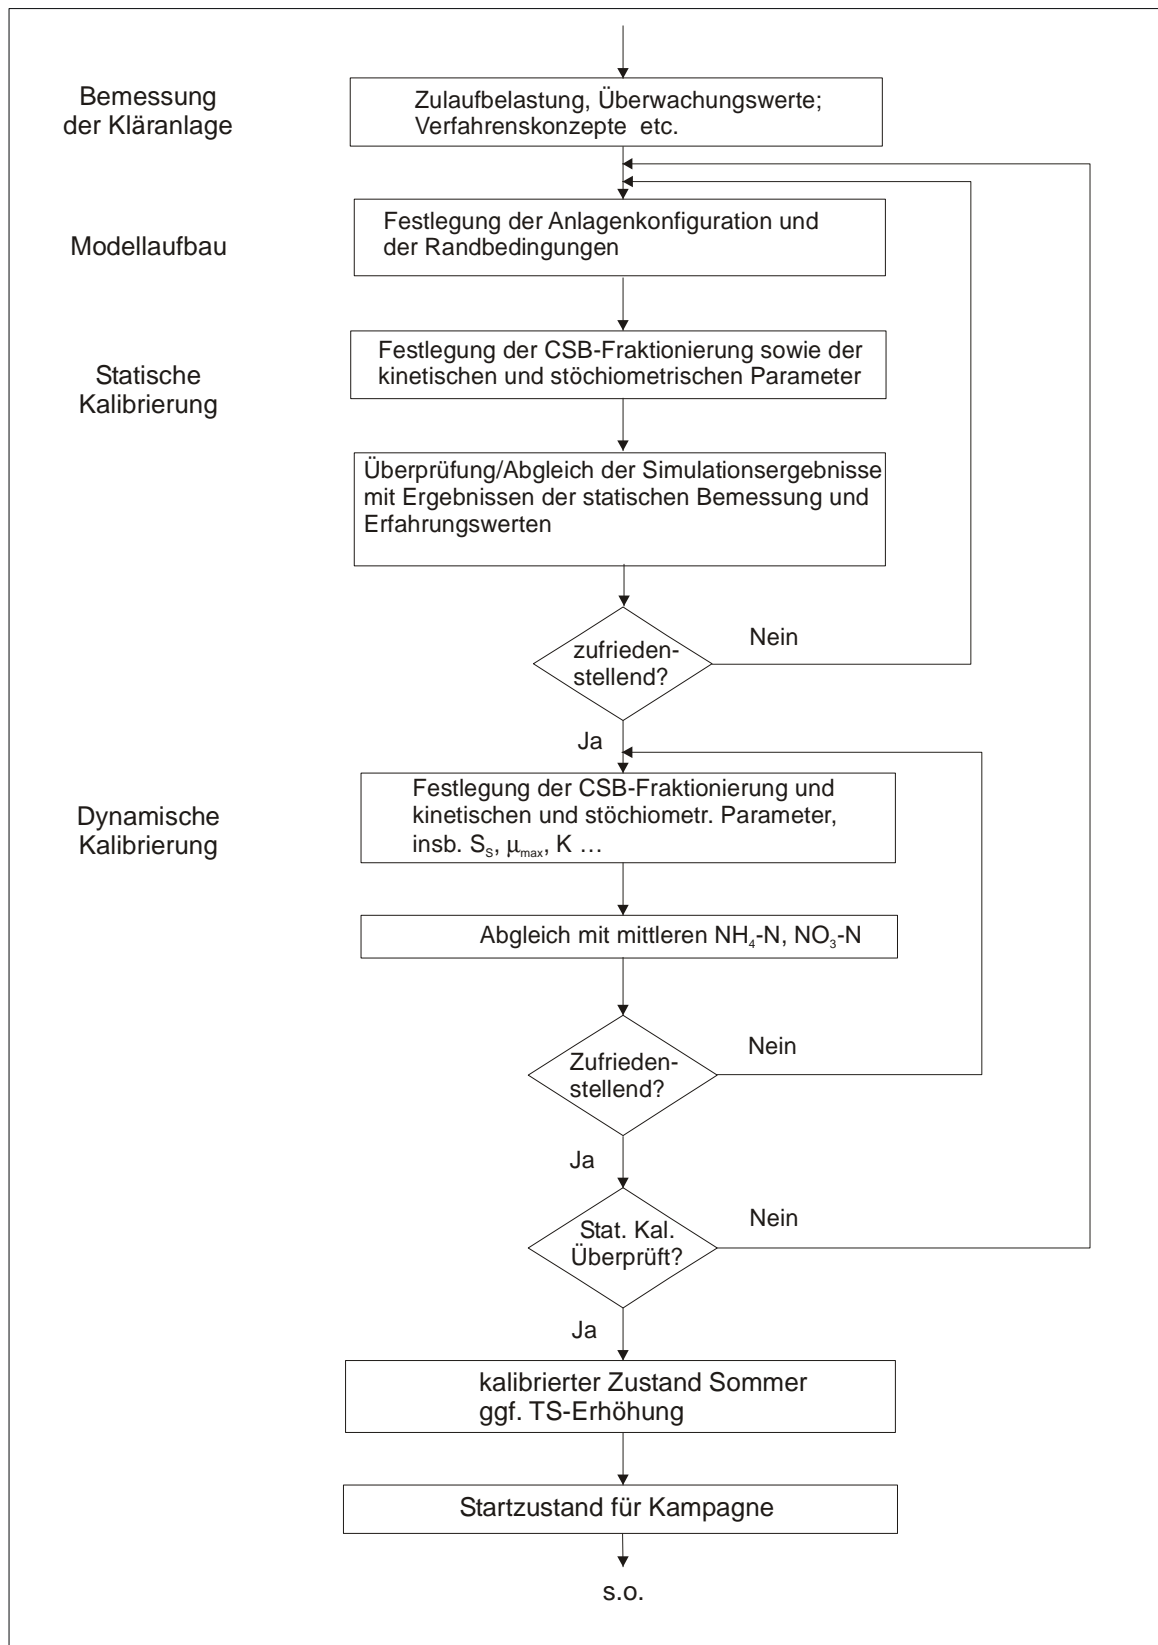 Bemessung
der Kläranlage
Zulaufbelastung, Überwachungswerte;
Verfahrenskonzepte etc.
Modellaufbau
Festlegung der Anlagenkonfiguration und
der Randbedingungen
Statische
Kalibrierung
Festlegung der CSB-Fraktionierung sowie der
kinetischen und stöchiometrischen Parameter
Überprüfung/Abgleich der Simulationsergebnisse
mit Ergebnissen der statischen Bemessung und
Erfahrungswerten
zufrieden-
stellend?
Nein
Ja
Dynamische
Kalibrierung
Festlegung der CSB-Fraktionierung und
kinetischen und stöchiometr. Parameter,
insb. Sₛ, μₘₐₓ, K ...
Abgleich mit mittleren NH₄-N, NO₃-N
Zufrieden-
stellend?
Nein
Ja
Stat. Kal.
Überprüft?
Nein
Ja
kalibrierter Zustand Sommer
ggf. TS-Erhöhung
Startzustand für Kampagne
s.o.